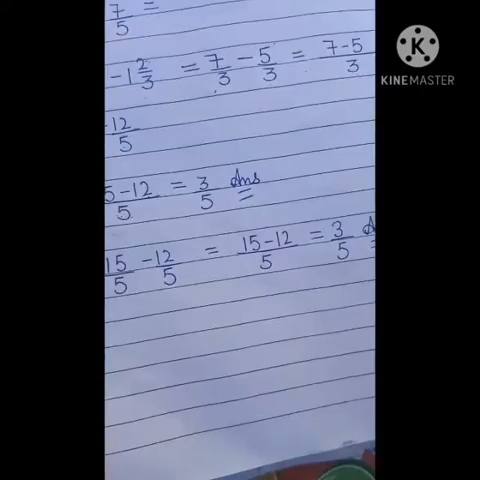 7/5 =
-1 2/3 = 7/3 - 5/3 = 7-5/3
-12/5
5-12/5 = 3/5 Ans
15/5 - 12/5 = 15-12/5 = 3/5 A
KINEMASTER